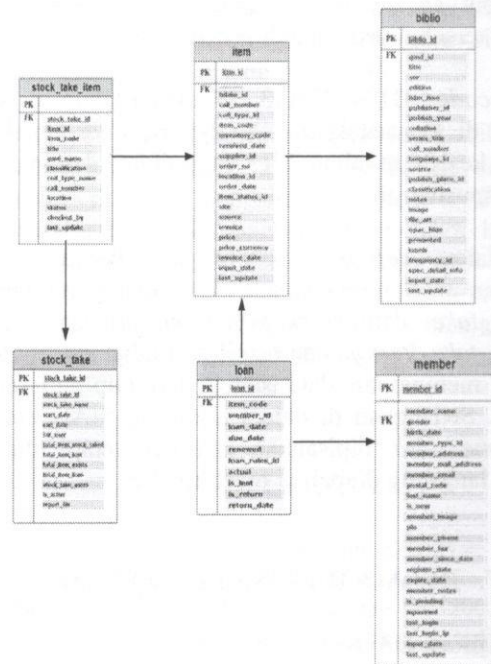 biblio
PK biblio_id
FK gmd_id
title
sor
edition
isbn_issn
publisher_id
publish_year
collation
series_title
call_number
language_id
source
publish_place_id
classification
notes
image
file_att
opac_hide
promoted
labels
frequency_id
spec_detail_info
input_date
last_update
item
PK item_id
FK
biblio_id
call_number
coll_type_id
item_code
inventory_code
received_date
supplier_id
order_no
location_id
order_date
item_status_id
site
source
invoice
price
price_currency
invoice_date
input_date
last_update
stock_take_item
PK
FK stock_take_id
item_id
item_code
title
gmd_name
classification
coll_type_name
call_number
location
status
checked_by
last_update
stock_take
PK stock_take_id
FK
stock_take_id
stock_take_name
start_date
end_date
init_user
total_item_stock_taked
total_item_lost
total_item_exists
total_item_loan
stock_take_users
is_active
report_file
loan
PK loan_id
FK item_code
member_id
loan_date
due_date
renewed
loan_rules_id
actual
is_lent
is_return
return_date
member
PK member_id
FK member_name
gender
birth_date
member_type_id
member_address
member_mail_address
member_email
postal_code
inst_name
is_new
member_image
pin
member_phone
member_fax
member_since_date
register_date
expire_date
member_notes
is_pending
mpasswd
last_login
last_login_ip
input_date
last_update